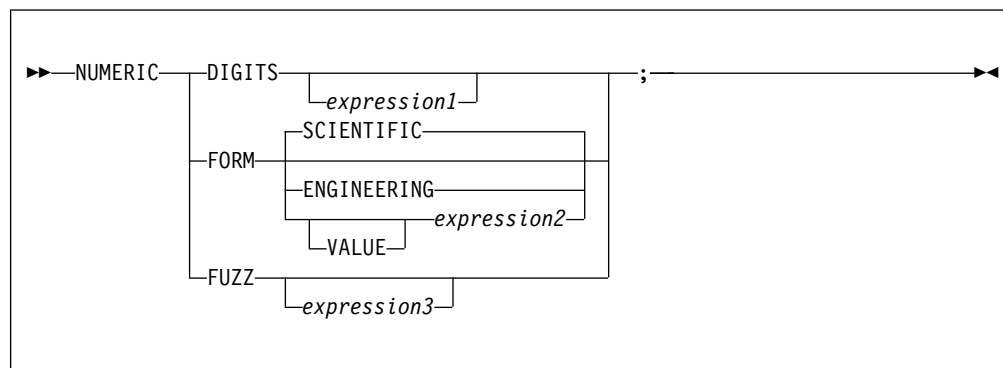 NUMERIC DIGITS ;
expression1
SCIENTIFIC
FORM
ENGINEERING
expression2
VALUE
FUZZ
expression3